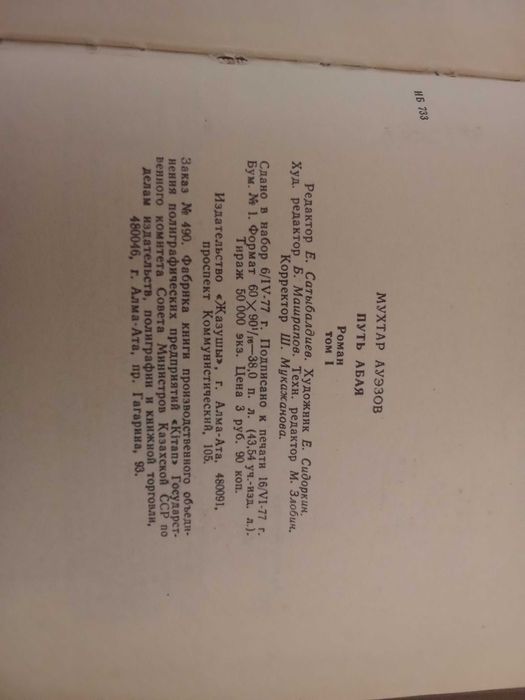 НБ 733
МУХТАР АУЭЗОВ
ПУТЬ АБАЯ
Роман
том I
Редактор Е. Сатыбалдиев. Художник Е. Сидоркин.
Худ. редактор Б. Машрапов. Техн. редактор М. Злобин.
Корректор Ш. Мукажанова.
Сдано в набор 6/IV-77 г. Подписано к печати 16/VI-77 г.
Бум. № 1. Формат 60×90¹/₁₆—38,0 п. л. (43,54 уч.-изд. л.).
Тираж 50 000 экз. Цена 3 руб. 90 коп.
Издательство «Жазушы», г. Алма-Ата, 480091,
проспект Коммунистический, 105.
Заказ № 490. Фабрика книги производственного объеди-
нения полиграфических предприятий «Кітап» Государст-
венного комитета Совета Министров Казахской ССР по
делам издательств, полиграфии и книжной торговли,
480046, г. Алма-Ата, пр. Гагарина, 93.